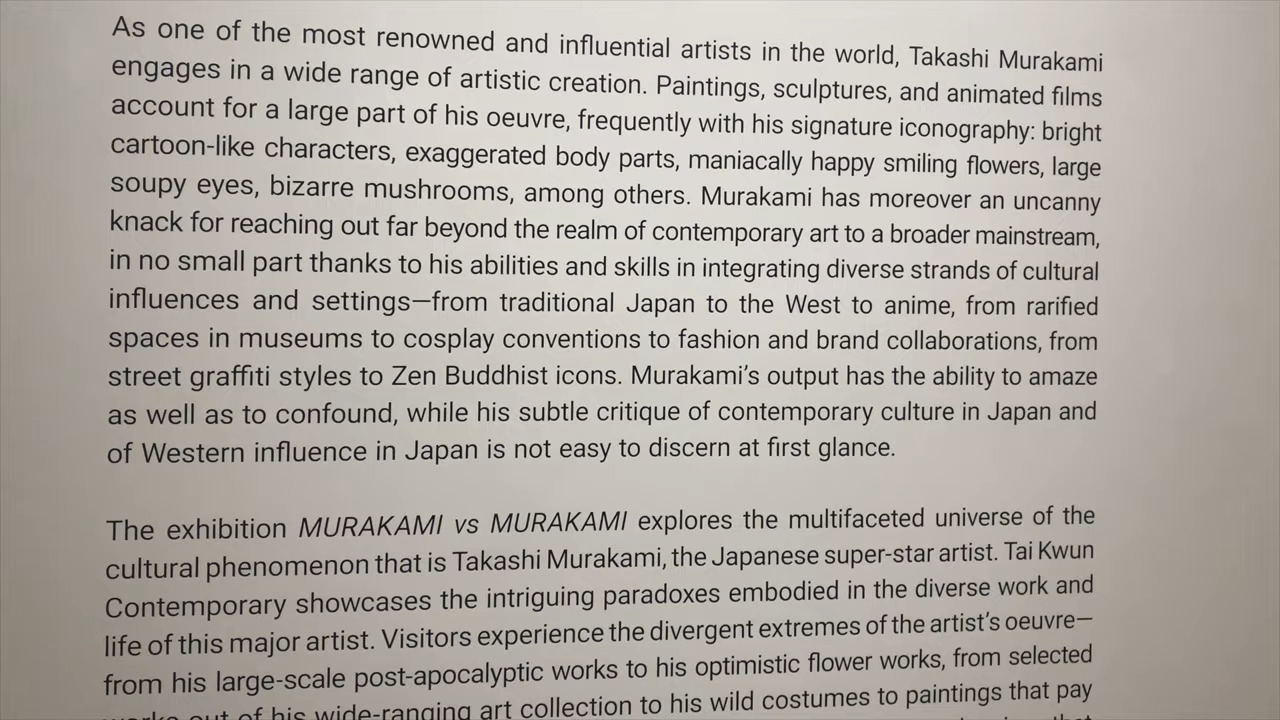 As one of the most renowned and influential artists in the world, Takashi Murakami
engages in a wide range of artistic creation. Paintings, sculptures, and animated films
account for a large part of his oeuvre, frequently with his signature iconography: bright
cartoon-like characters, exaggerated body parts, maniacally happy smiling flowers, large
soupy eyes, bizarre mushrooms, among others. Murakami has moreover an uncanny
knack for reaching out far beyond the realm of contemporary art to a broader mainstream,
in no small part thanks to his abilities and skills in integrating diverse strands of cultural
influences and settings—from traditional Japan to the West to anime, from rarified
spaces in museums to cosplay conventions to fashion and brand collaborations, from
street graffiti styles to Zen Buddhist icons. Murakami’s output has the ability to amaze
as well as to confound, while his subtle critique of contemporary culture in Japan and
of Western influence in Japan is not easy to discern at first glance.
The exhibition MURAKAMI vs MURAKAMI explores the multifaceted universe of the
cultural phenomenon that is Takashi Murakami, the Japanese super-star artist. Tai Kwun
Contemporary showcases the intriguing paradoxes embodied in the diverse work and
life of this major artist. Visitors experience the divergent extremes of the artist’s oeuvre—
from his large-scale post-apocalyptic works to his optimistic flower works, from selected
works out of his wide-ranging art collection to his wild costumes to paintings that pay